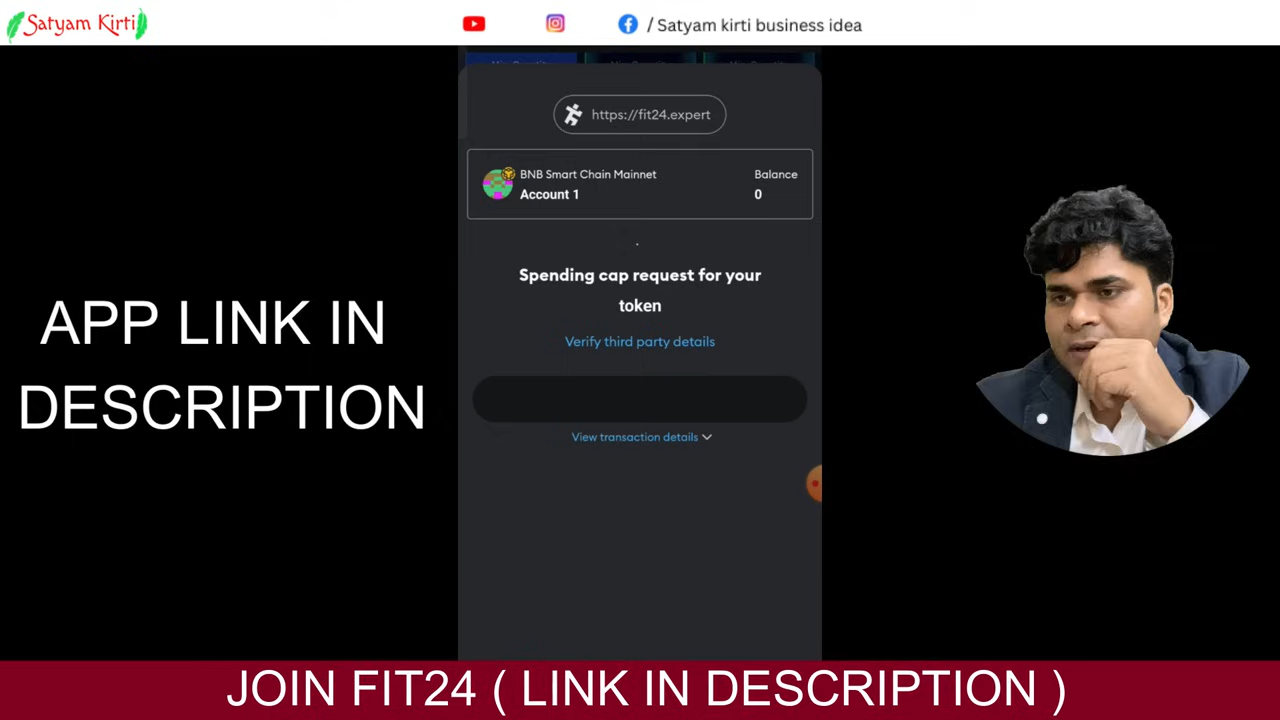 Satyam Kirti
/ Satyam kirti business idea
https://fit24.expert
BNB Smart Chain Mainnet
Balance
Account 1
0
Spending cap request for your
token
Verify third party details
View transaction details
APP LINK IN
DESCRIPTION
JOIN FIT24 ( LINK IN DESCRIPTION )